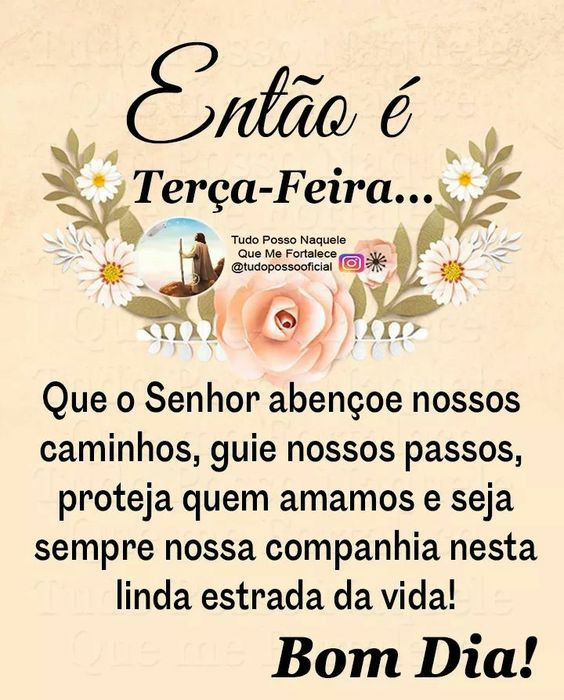 Então é
Terça-Feira...
Tudo Posso Naquele
Que Me Fortalece
@tudopossooficial
Que o Senhor abençoe nossos
caminhos, guie nossos passos,
proteja quem amamos e seja
sempre nossa companhia nesta
linda estrada da vida!
Bom Dia!